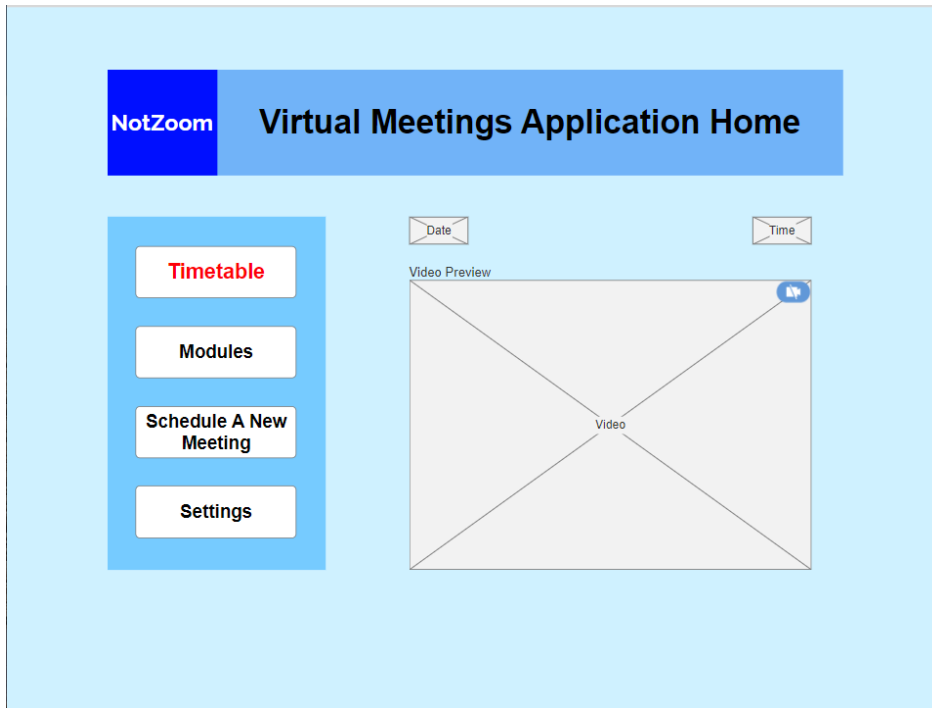 NotZoom
Virtual Meetings Application Home
Timetable
Modules
Schedule A New
Meeting
Settings
Date
Time
Video Preview
Video